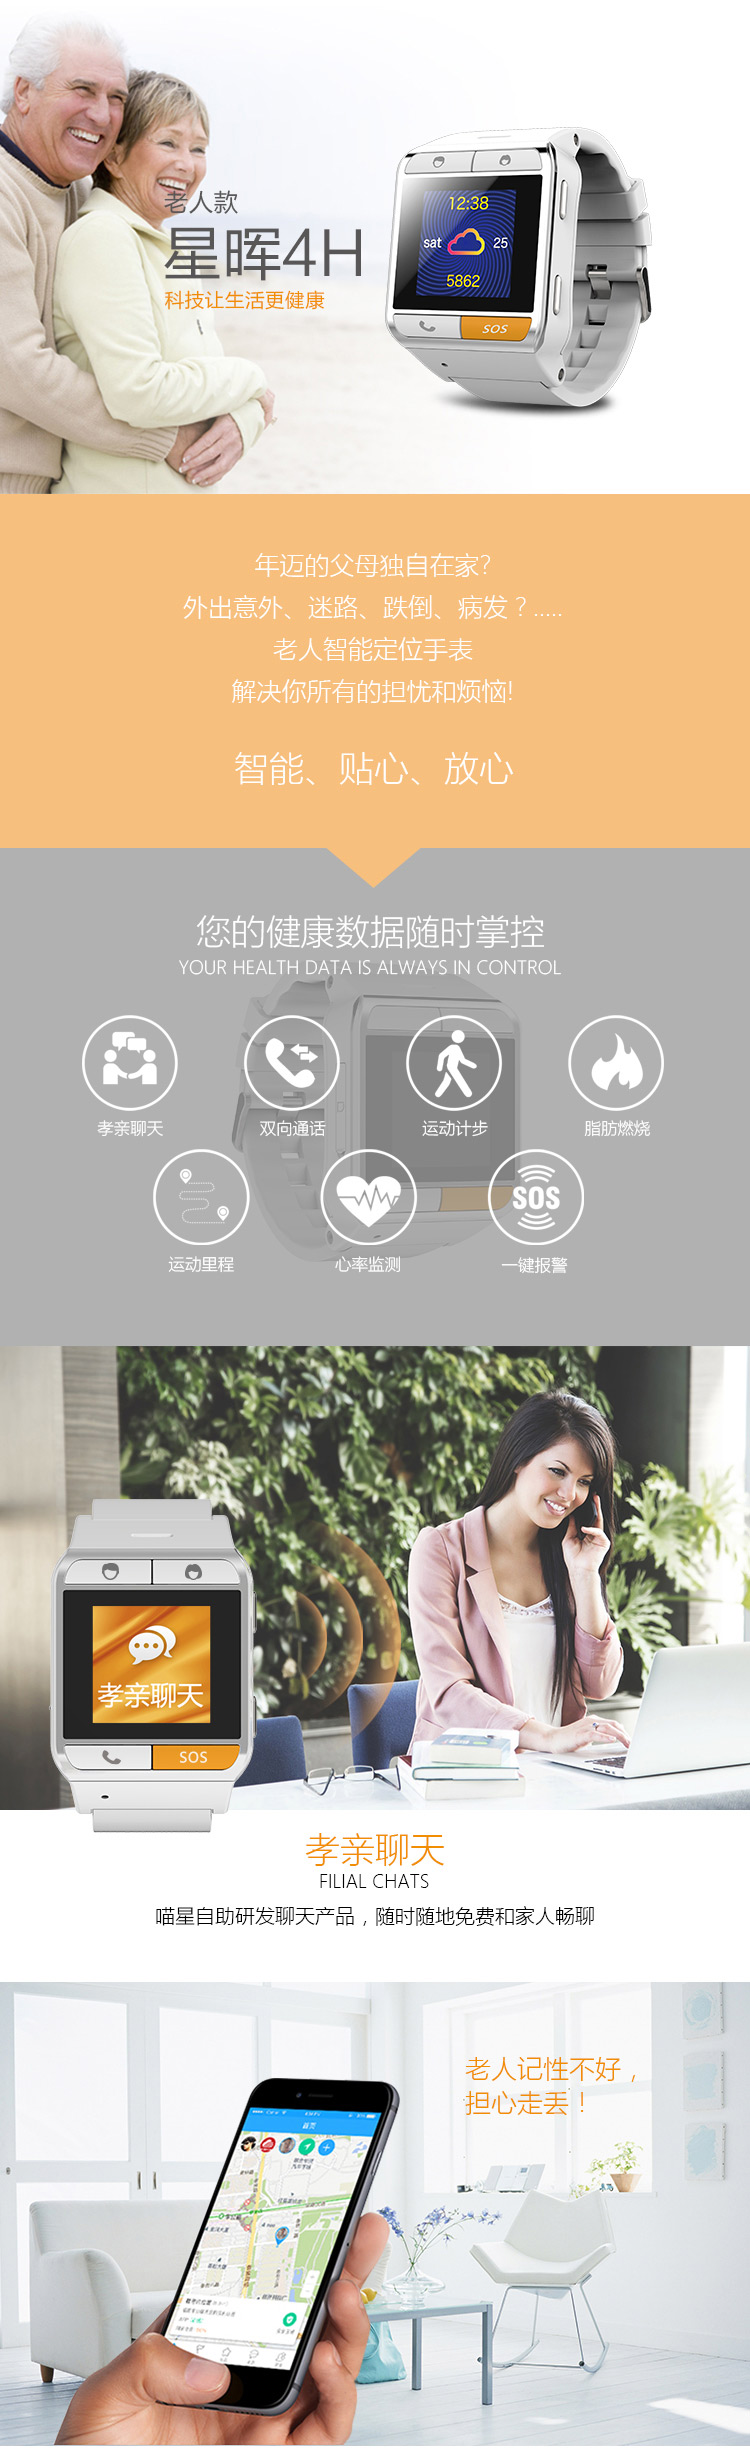 老人款
星晖4H
科技让生活更健康
12:38
sat 25
5862
SOS
年迈的父母独自在家?
外出意外、迷路、跌倒、病发？.....
老人智能定位手表
解决你所有的担忧和烦恼!
智能、贴心、放心
您的健康数据随时掌控
YOUR HEALTH DATA IS ALWAYS IN CONTROL
孝亲聊天 双向通话 运动计步 脂肪燃烧
SOS
运动里程 心率监测 一键报警
孝亲聊天
SOS
孝亲聊天
FILIAL CHATS
喵星自助研发聊天产品，随时随地免费和家人畅聊
老人记性不好，
担心走丢！
首页